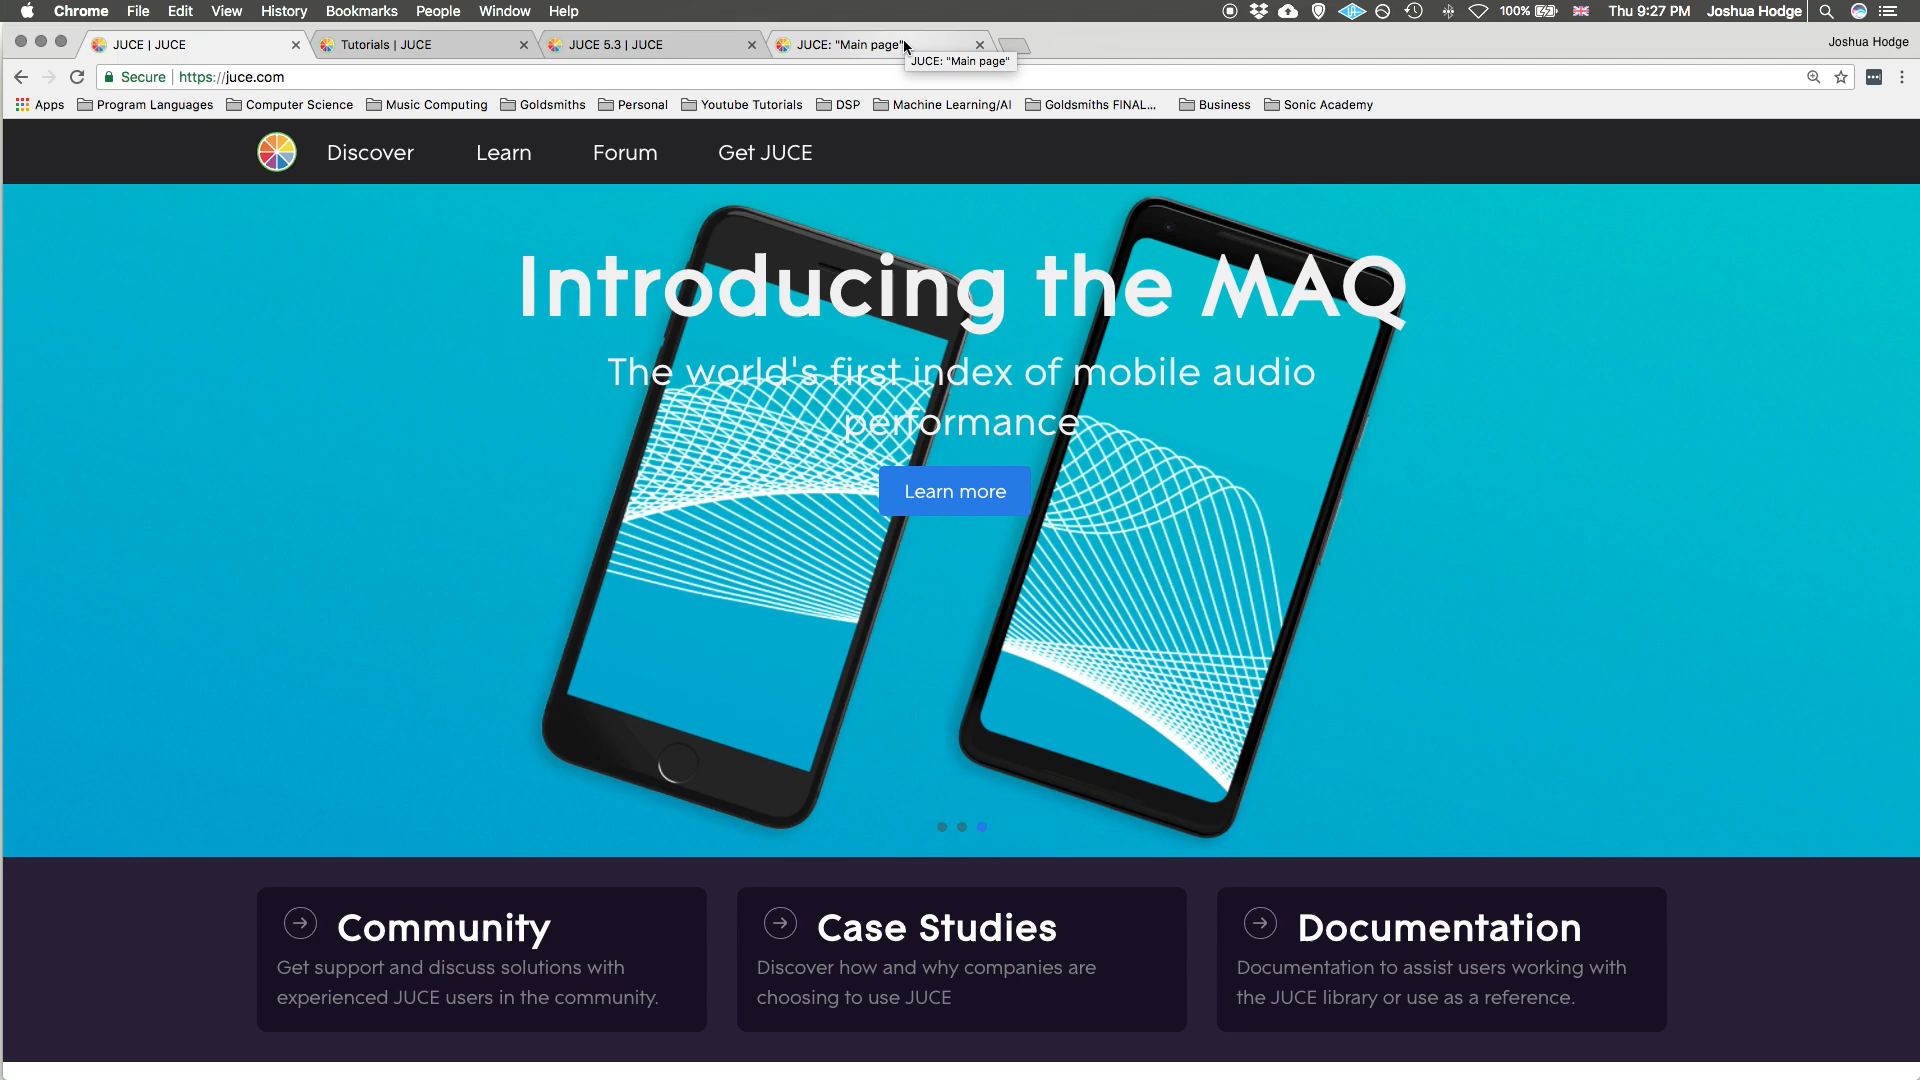 Chrome File Edit View History Bookmarks People Window Help 100% Thu 9:27 PM Joshua Hodge
JUCE | JUCE Tutorials | JUCE JUCE 5.3 | JUCE JUCE: "Main page" Joshua Hodge
JUCE: "Main page"
Secure https://juce.com
Apps Program Languages Computer Science Music Computing Goldsmiths Personal Youtube Tutorials DSP Machine Learning/AI Goldsmiths FINAL... Business Sonic Academy
Discover Learn Forum Get JUCE
Introducing the MAQ
The world's first index of mobile audio
performance
Learn more
Community
Get support and discuss solutions with
experienced JUCE users in the community.
Case Studies
Discover how and why companies are
choosing to use JUCE
Documentation
Documentation to assist users working with
the JUCE library or use as a reference.